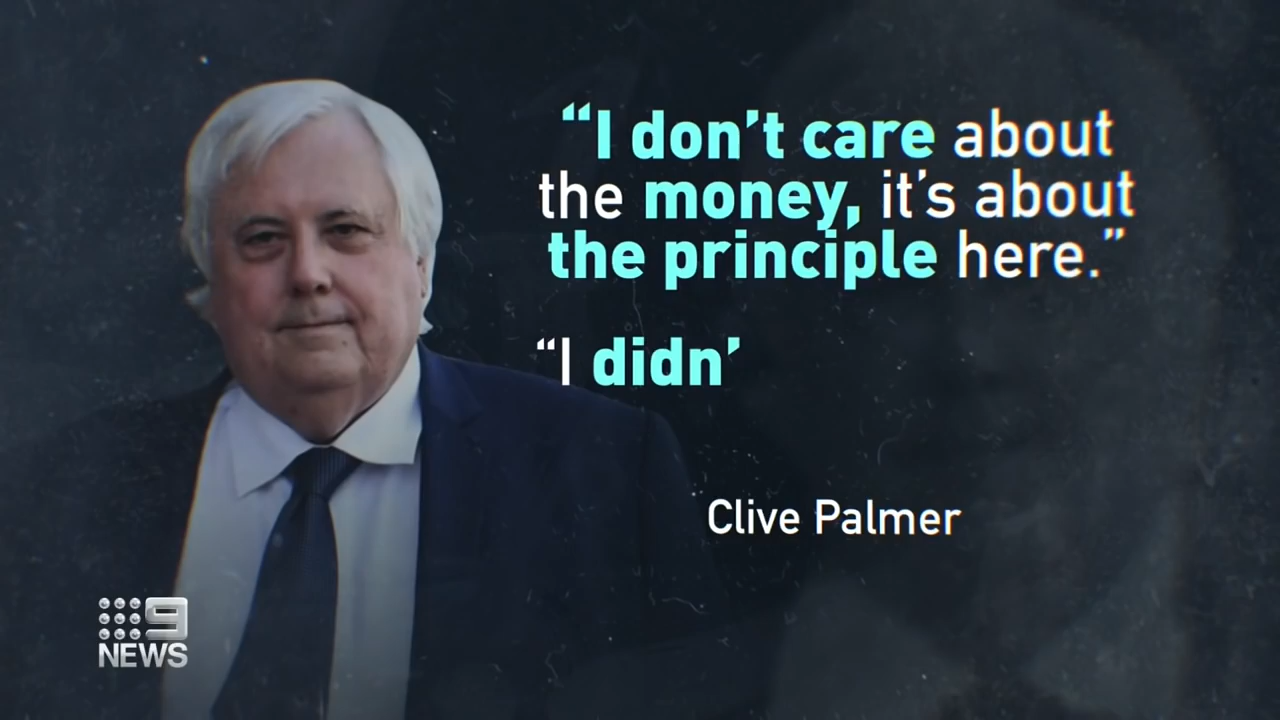 “I don’t care about
the money, it’s about
the principle here.”
“I didn’
Clive Palmer
9
NEWS